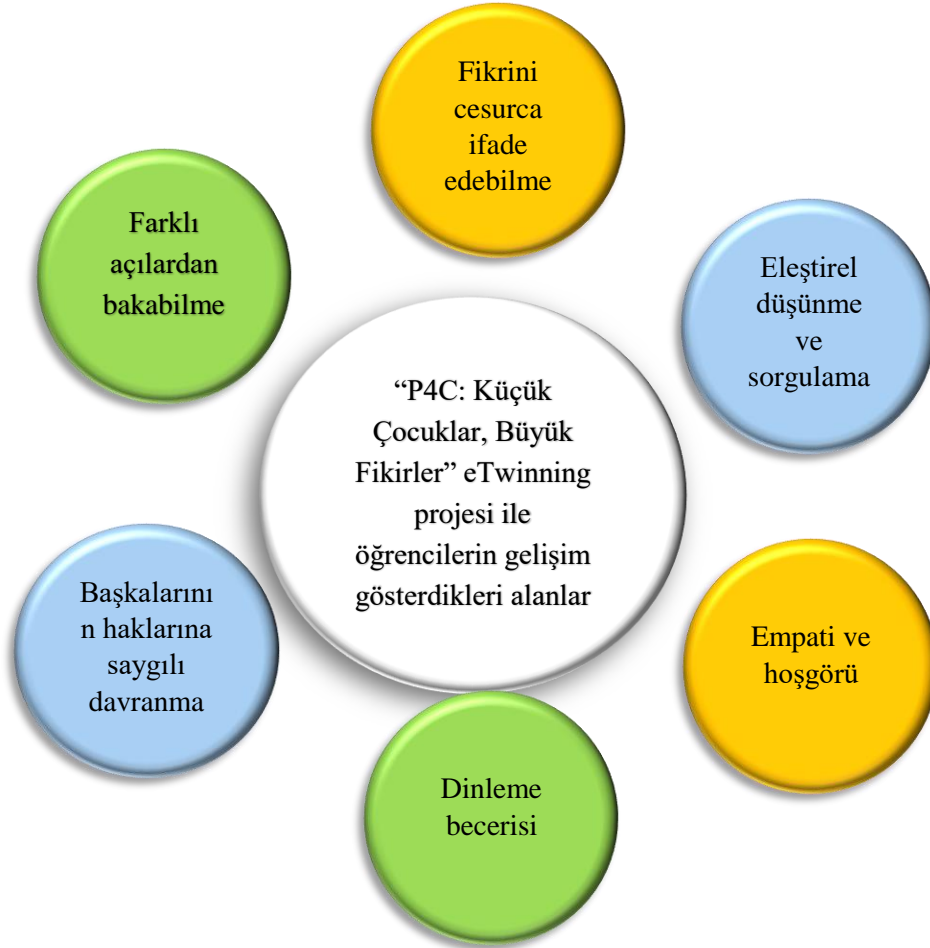 Fikrini
cesurca
ifade
edebilme
Farklı
açılardan
bakabilme
Eleştirel
düşünme
ve
sorgulama
“P4C: Küçük
Çocuklar, Büyük
Fikirler” eTwinning
projesi ile
öğrencilerin gelişim
gösterdikleri alanlar
Başkalarını
n haklarına
saygılı
davranma
Empati ve
hoşgörü
Dinleme
becerisi